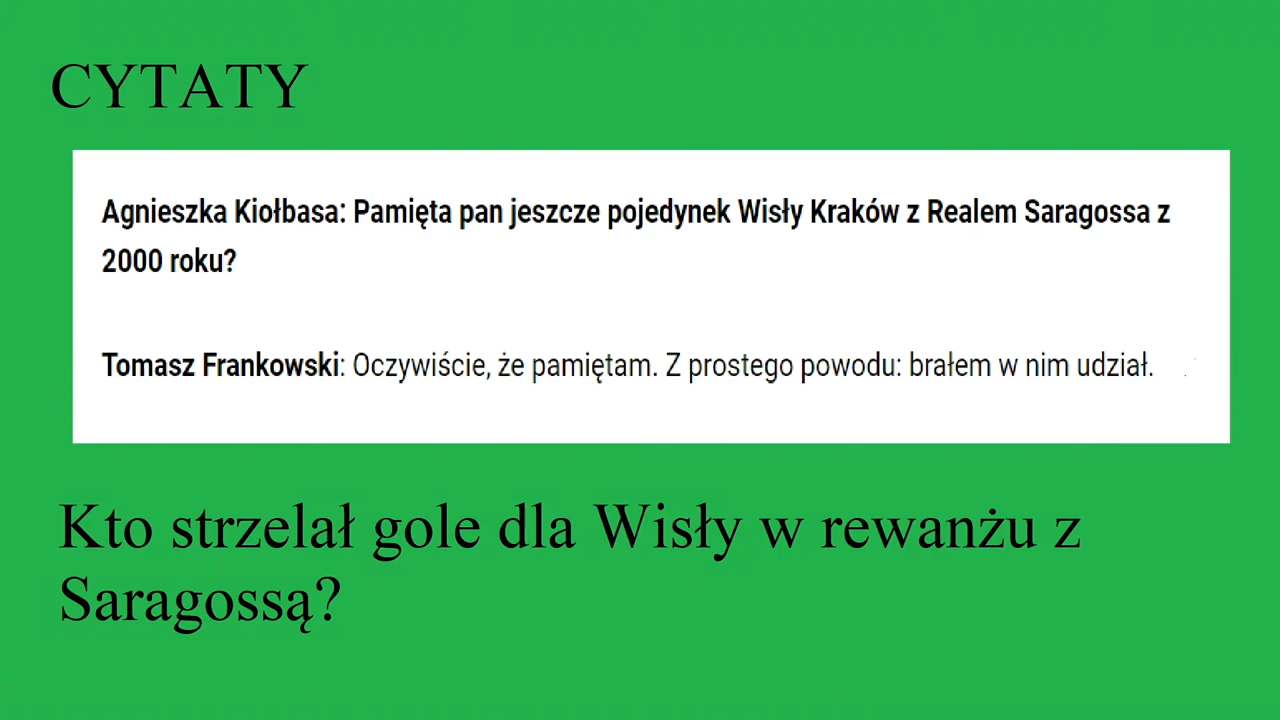 CYTATY
Agnieszka Kiołbasa: Pamięta pan jeszcze pojedynek Wisły Kraków z Realem Saragossa z
2000 roku?
Tomasz Frankowski: Oczywiście, że pamiętam. Z prostego powodu: brałem w nim udział.
Kto strzelał gole dla Wisły w rewanżu z
Saragossą?